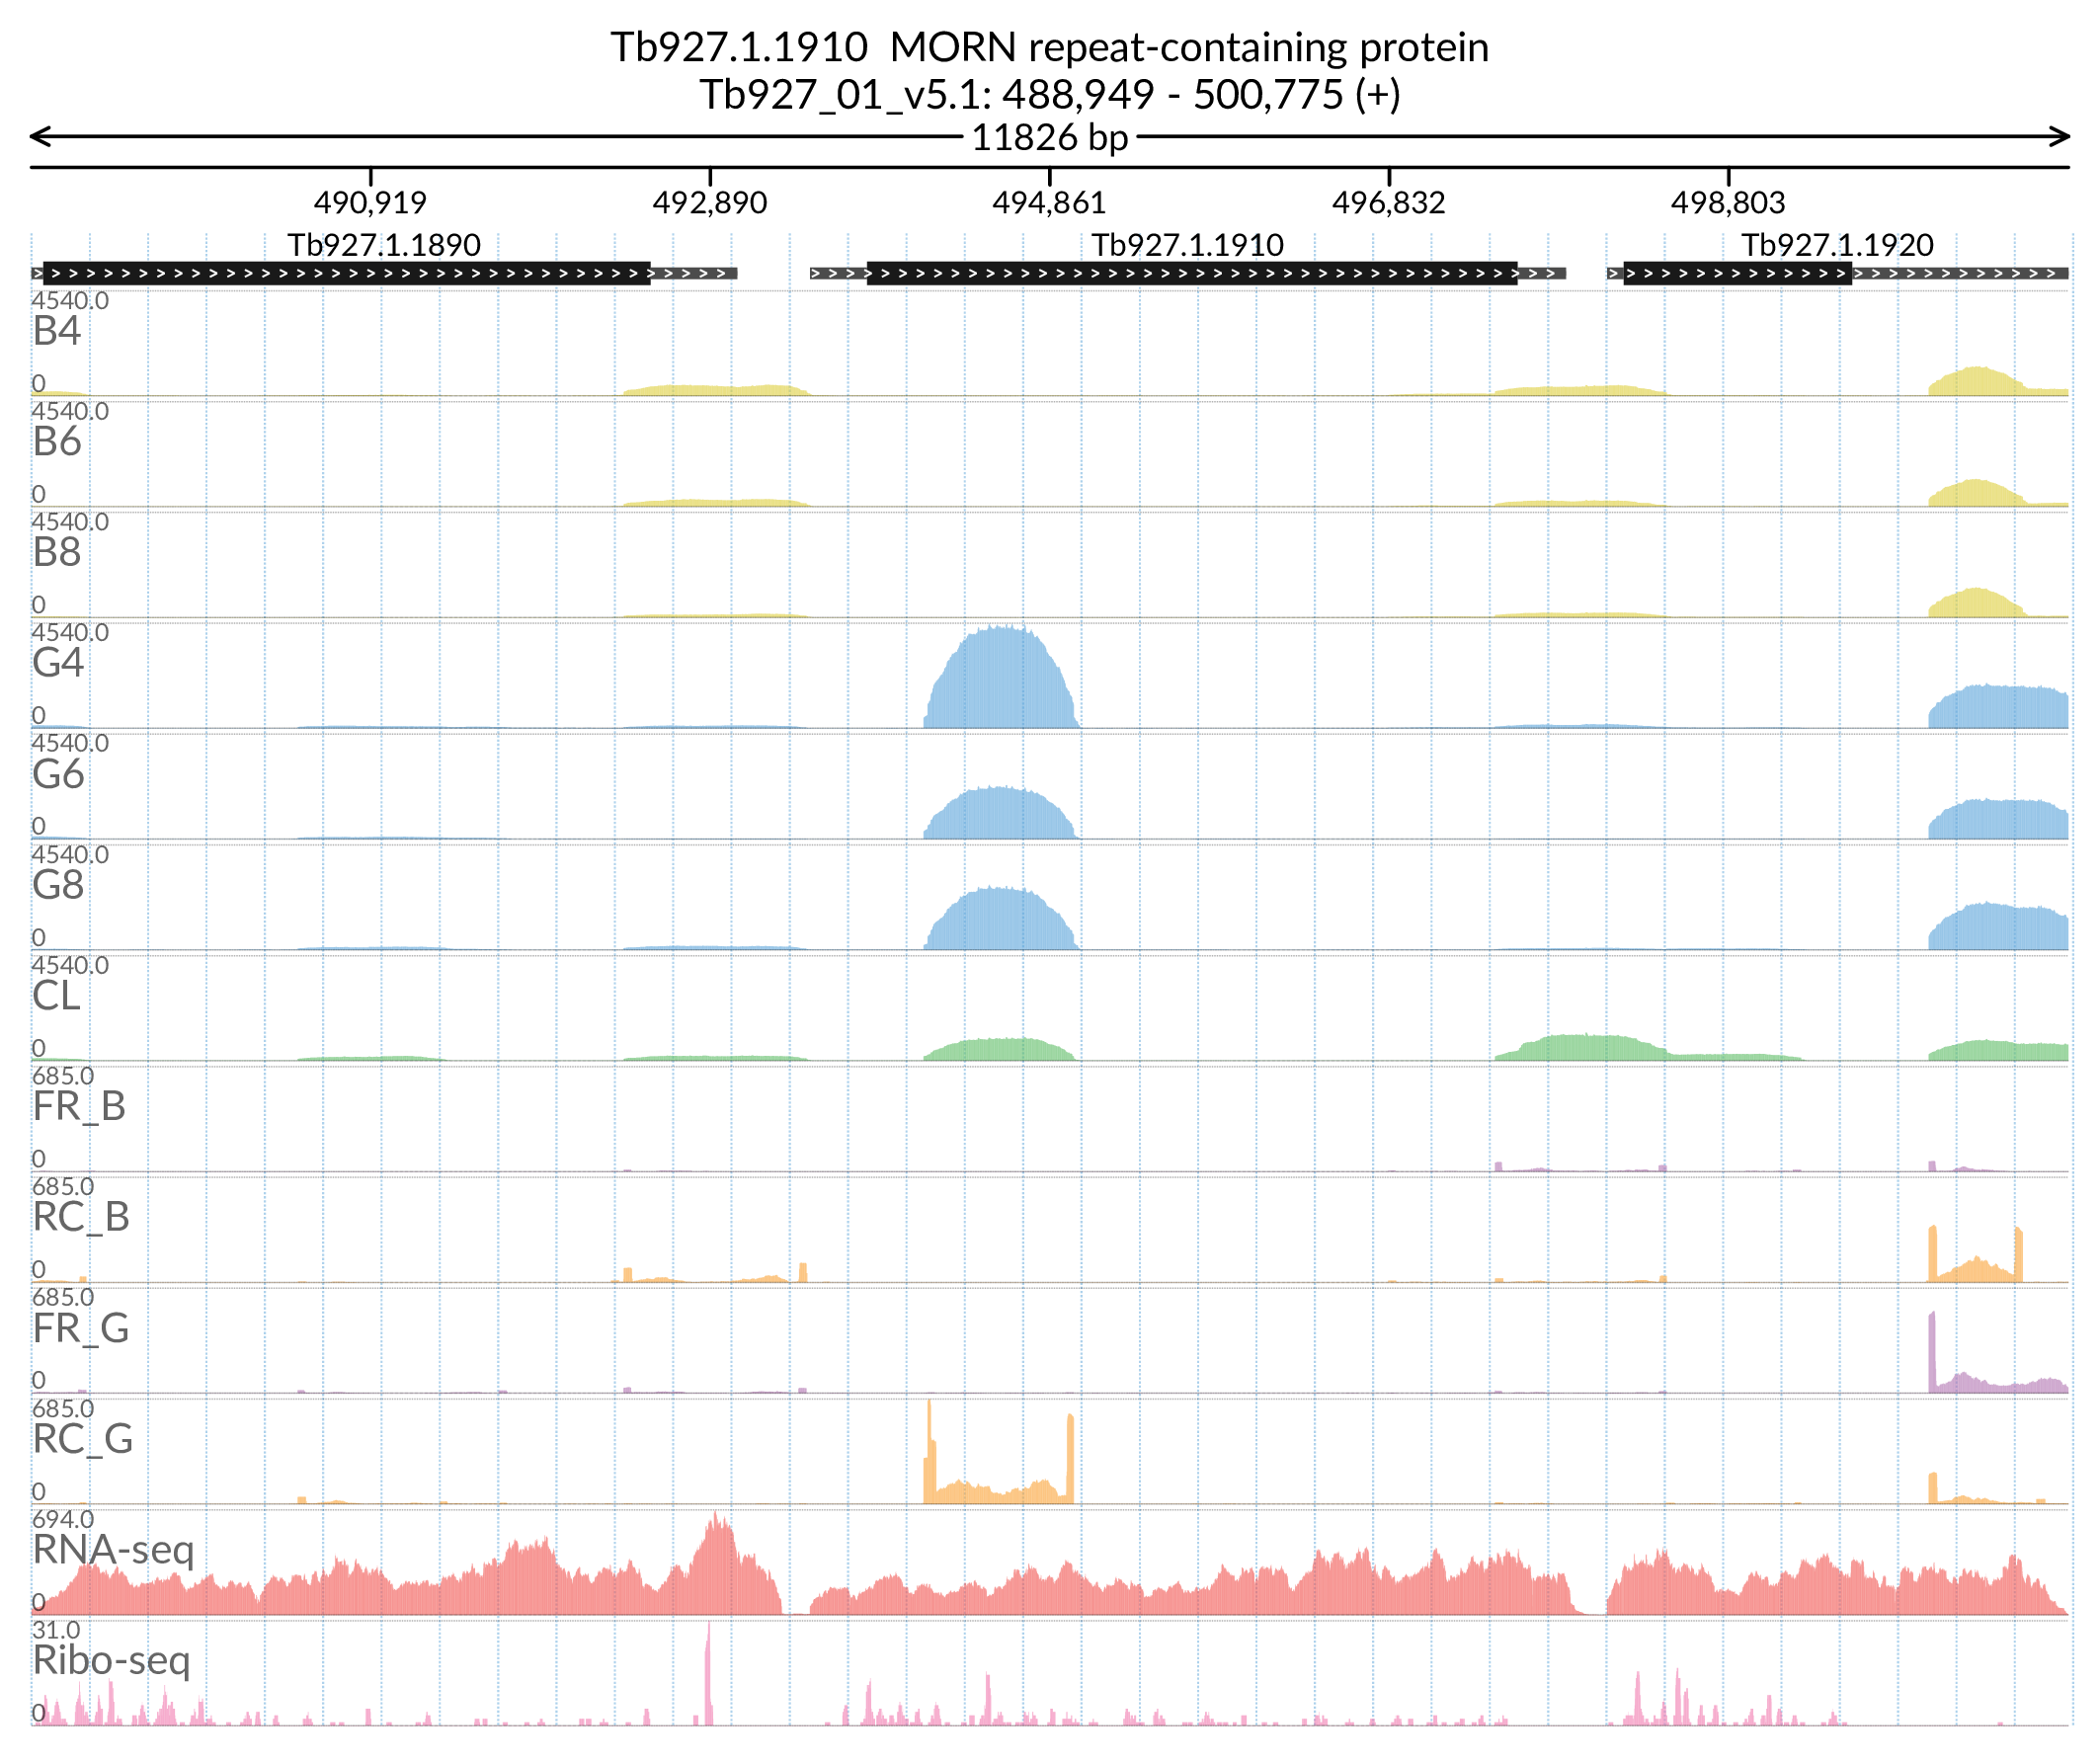 Tb927.1.1910  MORN repeat-containing protein
Tb927_01_v5.1: 488,949 - 500,775 (+)
11826 bp
490,919 492,890 494,861 496,832 498,803
Tb927.1.1890 Tb927.1.1910 Tb927.1.1920
4540.0
B4
0
4540.0
B6
0
4540.0
B8
0
4540.0
G4
0
4540.0
G6
0
4540.0
G8
0
4540.0
CL
0
685.0
FR_B
0
685.0
RC_B
0
685.0
FR_G
0
685.0
RC_G
0
694.0
RNA-seq
0
31.0
Ribo-seq
0